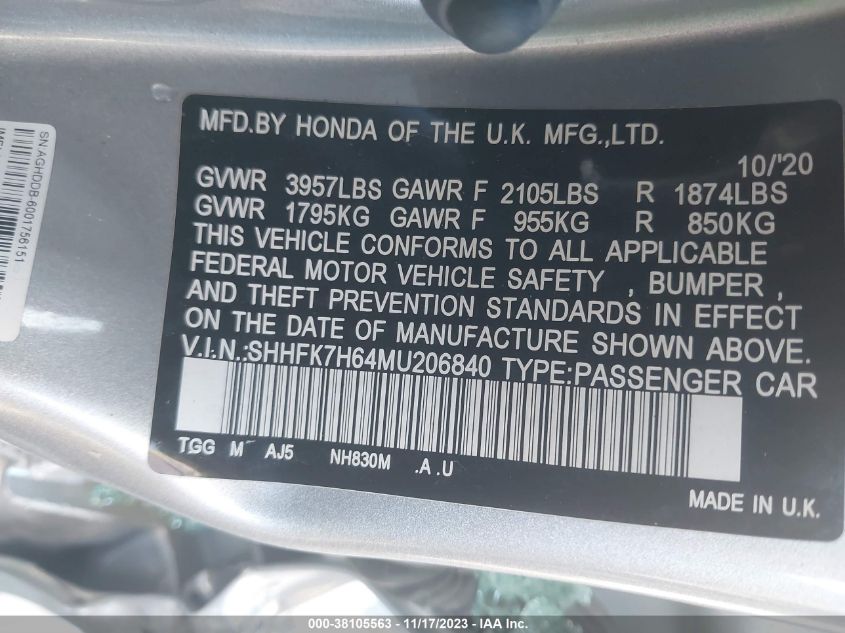 MFD.BY HONDA OF THE U.K. MFG.,LTD.
10/'20
GVWR 3957LBS GAWR F 2105LBS R 1874LBS
GVWR 1795KG GAWR F 955KG R 850KG
THIS VEHICLE CONFORMS TO ALL APPLICABLE
FEDERAL MOTOR VEHICLE SAFETY , BUMPER ,
AND THEFT PREVENTION STANDARDS IN EFFECT
ON THE DATE OF MANUFACTURE SHOWN ABOVE.
V.I.N.:SHHFK7H64MU206840 TYPE:PASSENGER CAR
TGG M AJ5 NH830M .A .U
MADE IN U.K.
SN:AGHDDB-6001756151
000-38105563 — 11/17/2023 — IAA Inc.